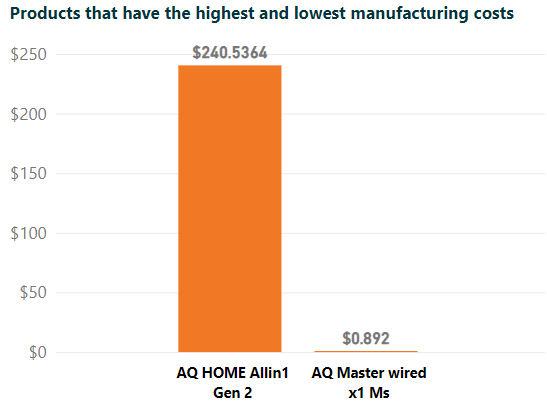 Products that have the highest and lowest manufacturing costs
$250
$240.5364
$200
$150
$100
$50
$0.892
$0
AQ HOME Allin1
Gen 2
AQ Master wired
x1 Ms